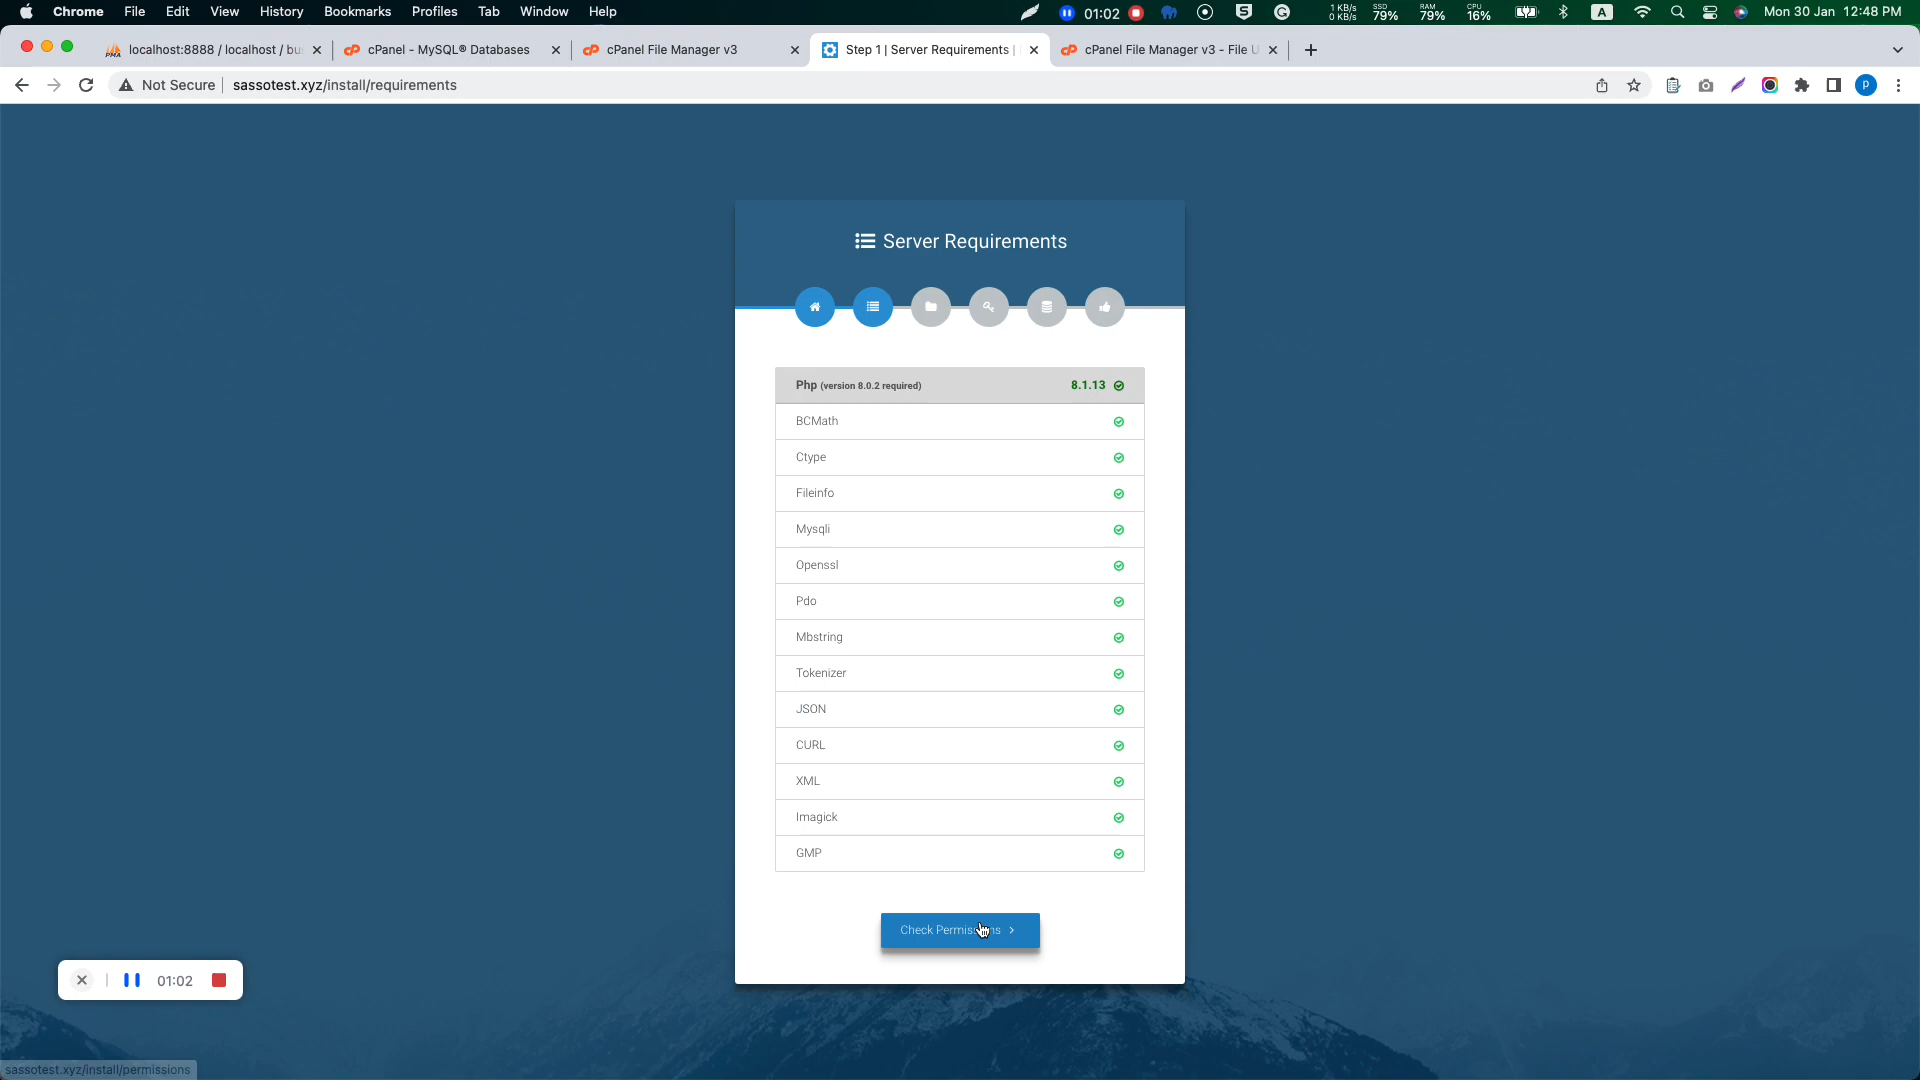 Chrome File Edit View History Bookmarks Profiles Tab Window Help 01:02 1 KB/s 0 KB/s SSD 79% RAM 79% CPU 16% A Mon 30 Jan 12:48 PM
localhost:8888 / localhost / bu cPanel - MySQL® Databases cPanel File Manager v3 Step 1 | Server Requirements | cPanel File Manager v3 - File U
Not Secure sassotest.xyz/install/requirements P
Server Requirements
Php (version 8.0.2 required) 8.1.13
BCMath
Ctype
Fileinfo
Mysqli
Openssl
Pdo
Mbstring
Tokenizer
JSON
CURL
XML
Imagick
GMP
Check
01:02
sassotest.xyz/install/permissions